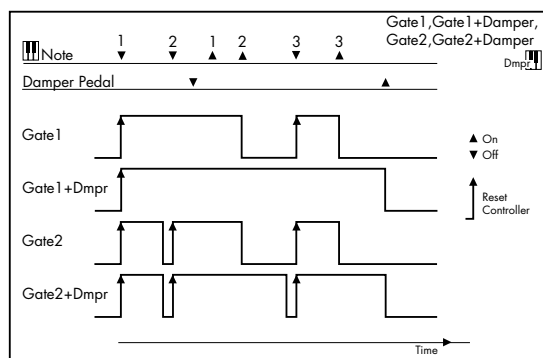 Gate1,Gate1+Damper,
Gate2,Gate2+Damper
1 2 1 2 3 3
Note
Dmpr
Damper Pedal
Gate1
On
Off
Gate1+Dmpr
Reset
Controller
Gate2
Gate2+Dmpr
Time